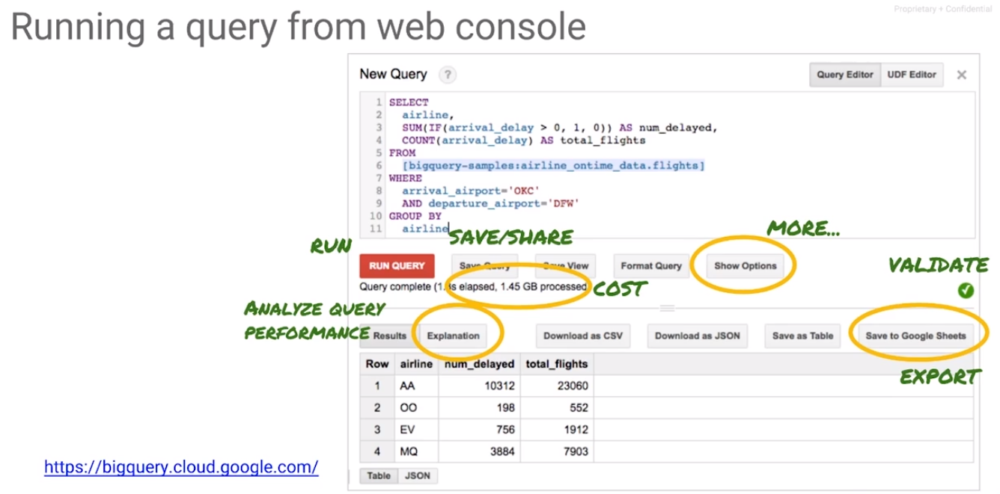 Proprietary + Confidential
Running a query from web console
New Query ?
Query Editor UDF Editor ×
1 SELECT
2 airline,
3 SUM(IF(arrival_delay > 0, 1, 0)) AS num_delayed,
4 COUNT(arrival_delay) AS total_flights
5 FROM
6 [bigquery-samples:airline_ontime_data.flights]
7 WHERE
8 arrival_airport='OKC'
9 AND departure_airport='DFW'
10 GROUP BY
11 airline
RUN
SAVE/SHARE
MORE...
RUN QUERY Save Query Save View Format Query Show Options
VALIDATE
Query complete (1. elapsed, 1.45 GB processed
COST
ANALYZE QUERY
PERFORMANCE
Results Explanation Download as CSV Download as JSON Save as Table Save to Google Sheets
EXPORT
Row airline num_delayed total_flights
1 AA 10312 23060
2 OO 198 552
3 EV 756 1912
4 MQ 3884 7903
Table JSON
https://bigquery.cloud.google.com/